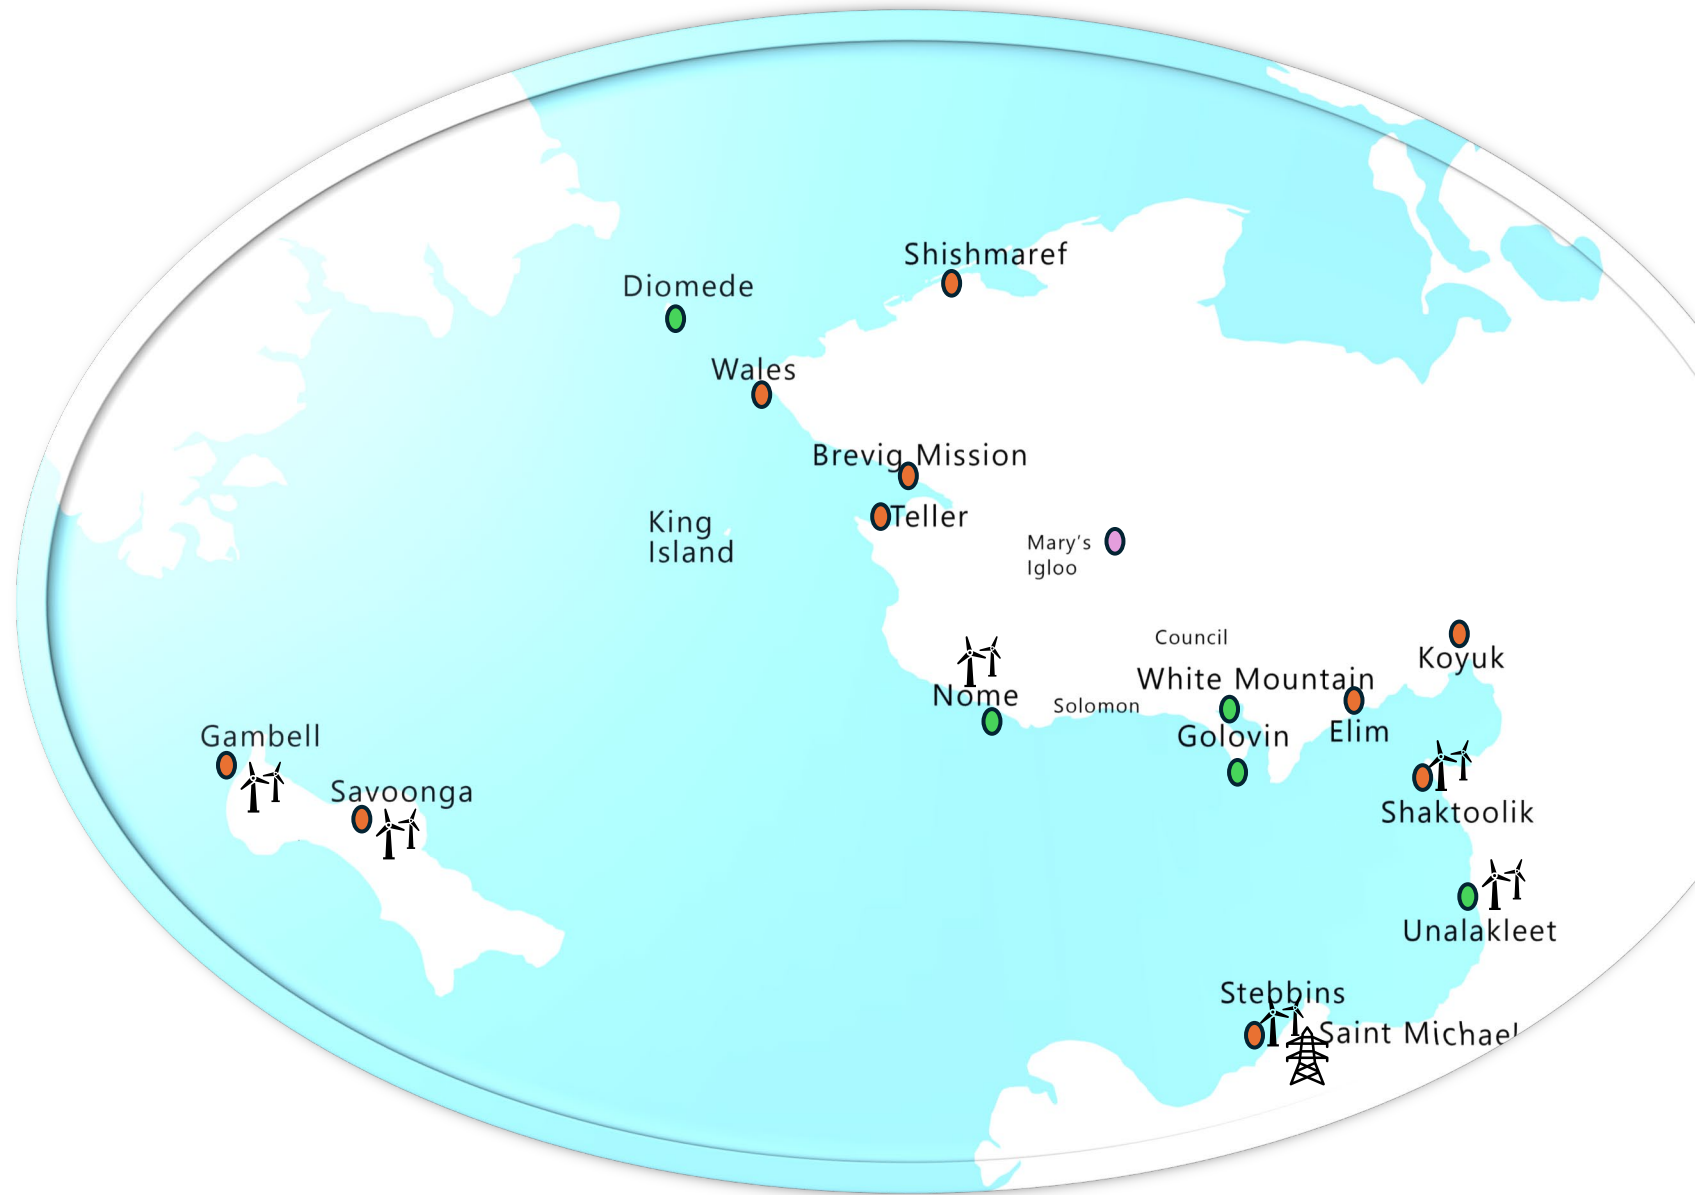 Shishmaref
Diomede
Wales
Brevig Mission
Teller
King
Island
Mary's
Igloo
Council
Koyuk
White Mountain
Nome
Solomon
Golovin
Elim
Gambell
Savoonga
Shaktoolik
Unalakleet
Stebbins
Saint Michael